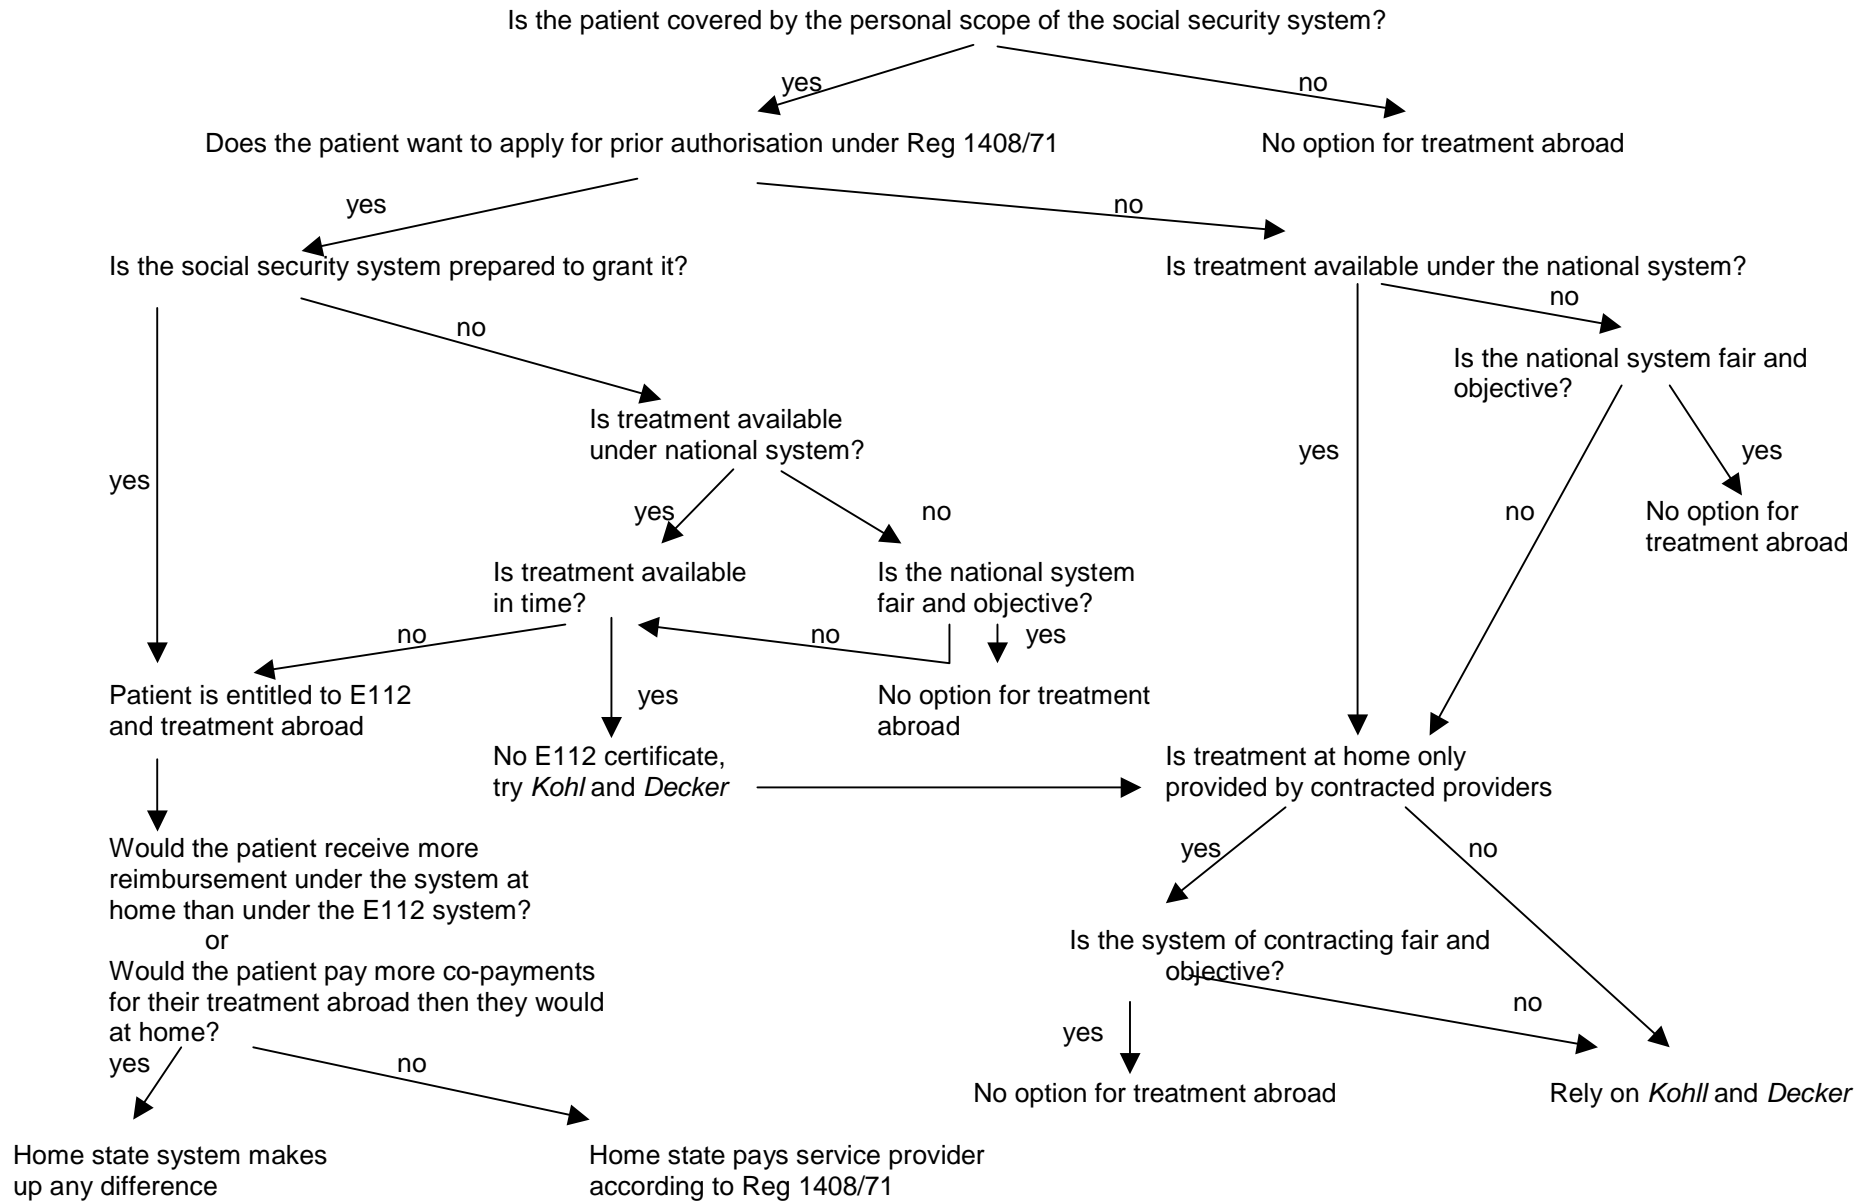 Is the patient covered by the personal scope of the social security system?
yes
no
Does the patient want to apply for prior authorisation under Reg 1408/71
No option for treatment abroad
yes
no
Is the social security system prepared to grant it?
Is treatment available under the national system?
no
no
Is the national system fair and
objective?
Is treatment available
under national system?
yes
yes
yes
yes
no
no
No option for
treatment abroad
Is treatment available
in time?
Is the national system
fair and objective?
no
no
yes
Patient is entitled to E112
and treatment abroad
yes
No option for treatment
abroad
No E112 certificate,
try Kohl and Decker
Is treatment at home only
provided by contracted providers
Would the patient receive more
reimbursement under the system at
home than under the E112 system?
or
Would the patient pay more co-payments
for their treatment abroad then they would
at home?
yes
no
Is the system of contracting fair and
objective?
no
yes
yes
no
No option for treatment abroad
Rely on Kohll and Decker
Home state system makes
up any difference
Home state pays service provider
according to Reg 1408/71